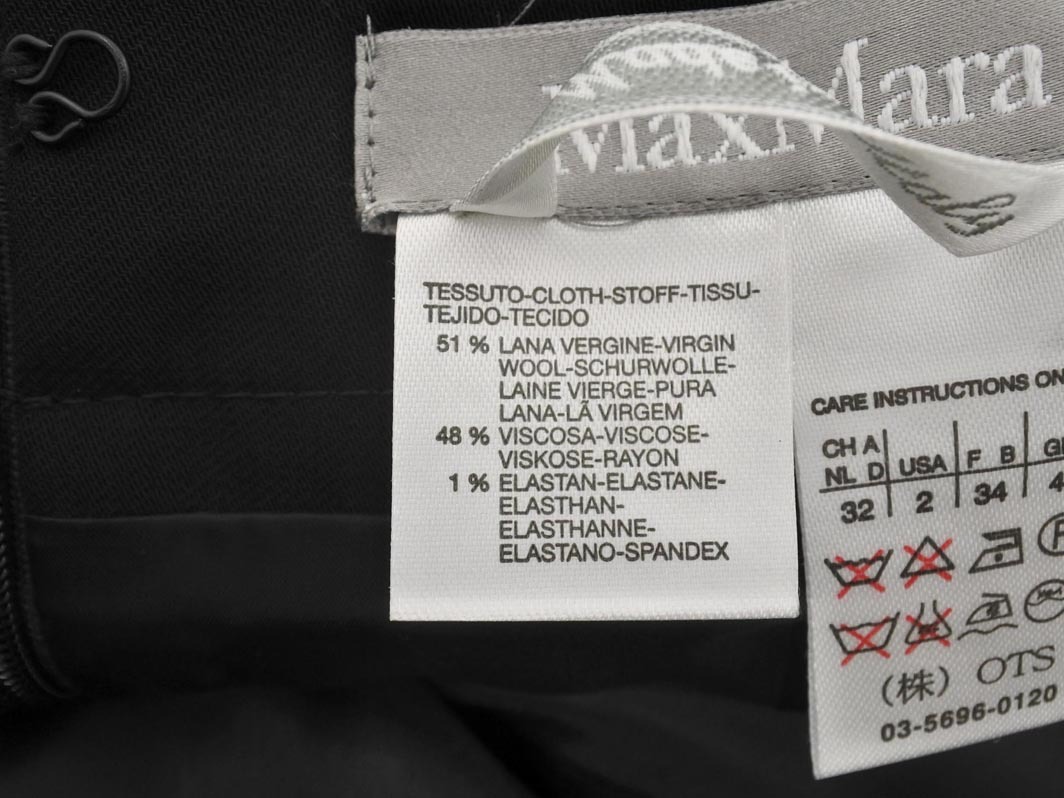 MaxMara
TESSUTO-CLOTH-STOFF-TISSU-
TEJIDO-TECIDO
51 % LANA VERGINE-VIRGIN
WOOL-SCHURWOLLE-
LAINE VIERGE-PURA
LANA-LÃ VIRGEM
48 % VISCOSA-VISCOSE-
VISKOSE-RAYON
1 % ELASTAN-ELASTANE-
ELASTHAN-
ELASTHANNE-
ELASTANO-SPANDEX
CARE INSTRUCTIONS ON
CH A
NL D USA F B
32 2 34 4
(株) OTS
03-5696-0120